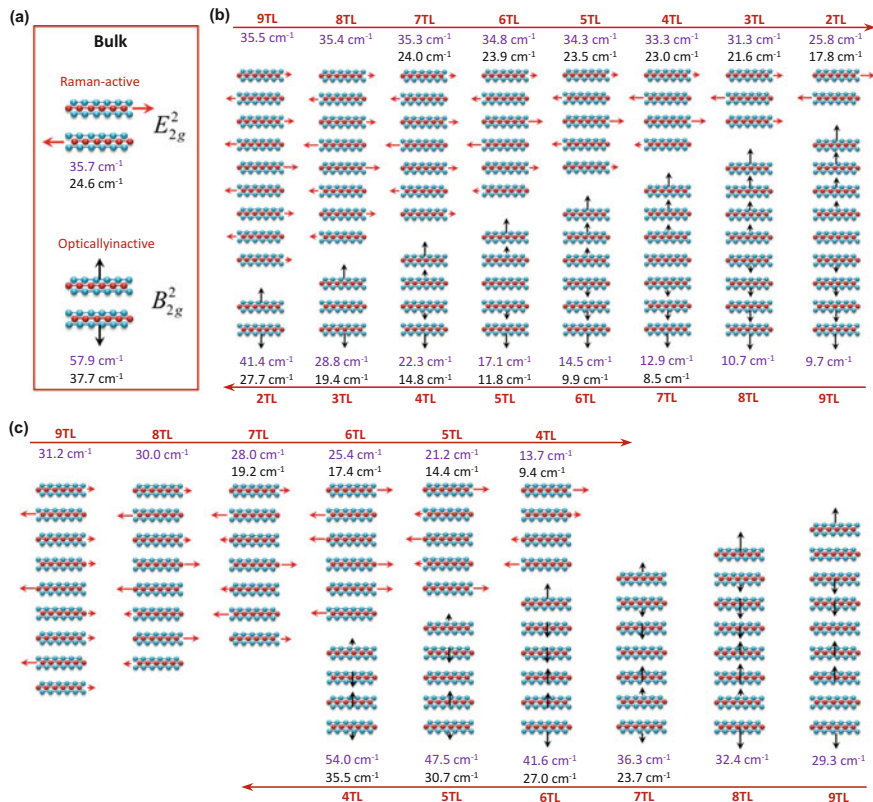 (a)
Bulk
Raman-active
E²₂g
35.7 cm⁻¹
24.6 cm⁻¹
Opticallyinactive
B²₂g
57.9 cm⁻¹
37.7 cm⁻¹
(b)
9TL 8TL 7TL 6TL 5TL 4TL 3TL 2TL
35.5 cm⁻¹ 35.4 cm⁻¹ 35.3 cm⁻¹ 34.8 cm⁻¹ 34.3 cm⁻¹ 33.3 cm⁻¹ 31.3 cm⁻¹ 25.8 cm⁻¹
24.0 cm⁻¹ 23.9 cm⁻¹ 23.5 cm⁻¹ 23.0 cm⁻¹ 21.6 cm⁻¹ 17.8 cm⁻¹
41.4 cm⁻¹ 28.8 cm⁻¹ 22.3 cm⁻¹ 17.1 cm⁻¹ 14.5 cm⁻¹ 12.9 cm⁻¹ 10.7 cm⁻¹ 9.7 cm⁻¹
27.7 cm⁻¹ 19.4 cm⁻¹ 14.8 cm⁻¹ 11.8 cm⁻¹ 9.9 cm⁻¹ 8.5 cm⁻¹
2TL 3TL 4TL 5TL 6TL 7TL 8TL 9TL
(c)
9TL 8TL 7TL 6TL 5TL 4TL
31.2 cm⁻¹ 30.0 cm⁻¹ 28.0 cm⁻¹ 25.4 cm⁻¹ 21.2 cm⁻¹ 13.7 cm⁻¹
19.2 cm⁻¹ 17.4 cm⁻¹ 14.4 cm⁻¹ 9.4 cm⁻¹
54.0 cm⁻¹ 47.5 cm⁻¹ 41.6 cm⁻¹ 36.3 cm⁻¹ 32.4 cm⁻¹ 29.3 cm⁻¹
35.5 cm⁻¹ 30.7 cm⁻¹ 27.0 cm⁻¹ 23.7 cm⁻¹
4TL 5TL 6TL 7TL 8TL 9TL